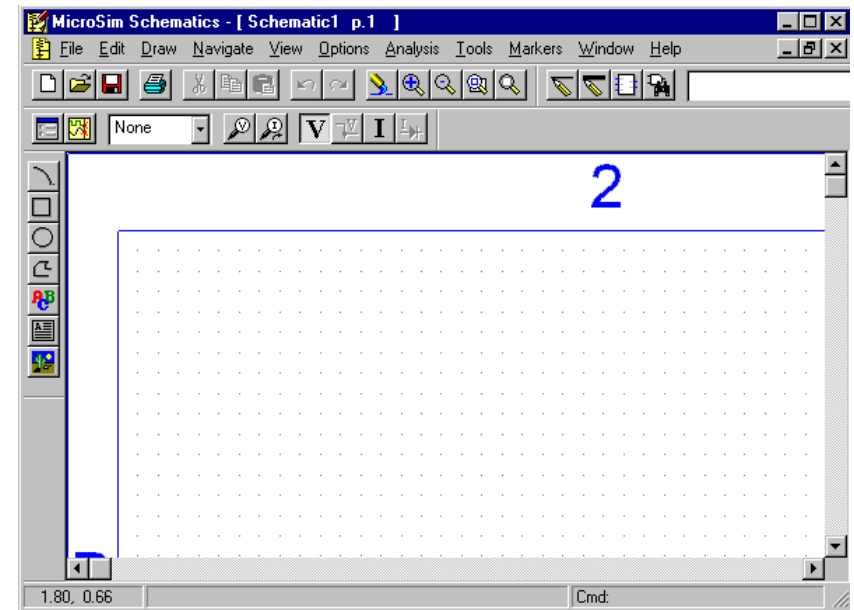 MicroSim Schematics - [ Schematic1 p.1 ]
File Edit Draw Navigate View Options Analysis Tools Markers Window Help
None V I
V V I I
ABC
A
2
1.80, 0.66 Cmd: